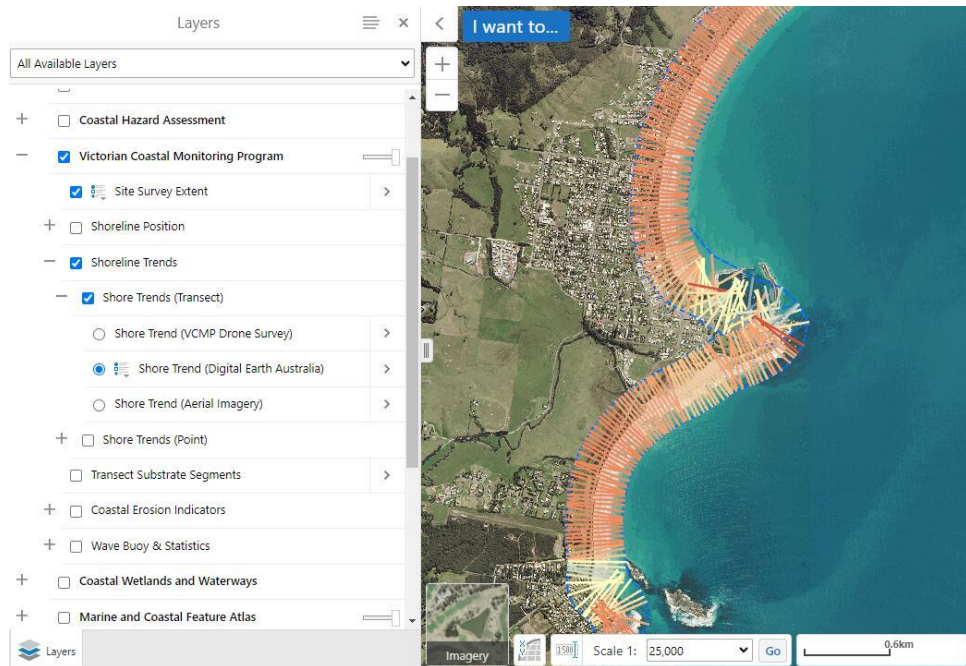 Layers
I want to...
All Available Layers
Coastal Hazard Assessment
Victorian Coastal Monitoring Program
Site Survey Extent
Shoreline Position
Shoreline Trends
Shore Trends (Transect)
Shore Trend (VCMP Drone Survey)
Shore Trend (Digital Earth Australia)
Shore Trend (Aerial Imagery)
Shore Trends (Point)
Transect Substrate Segments
Coastal Erosion Indicators
Wave Buoy & Statistics
Coastal Wetlands and Waterways
Marine and Coastal Feature Atlas
Layers
Imagery
Scale 1:
25,000
Go
0.6km